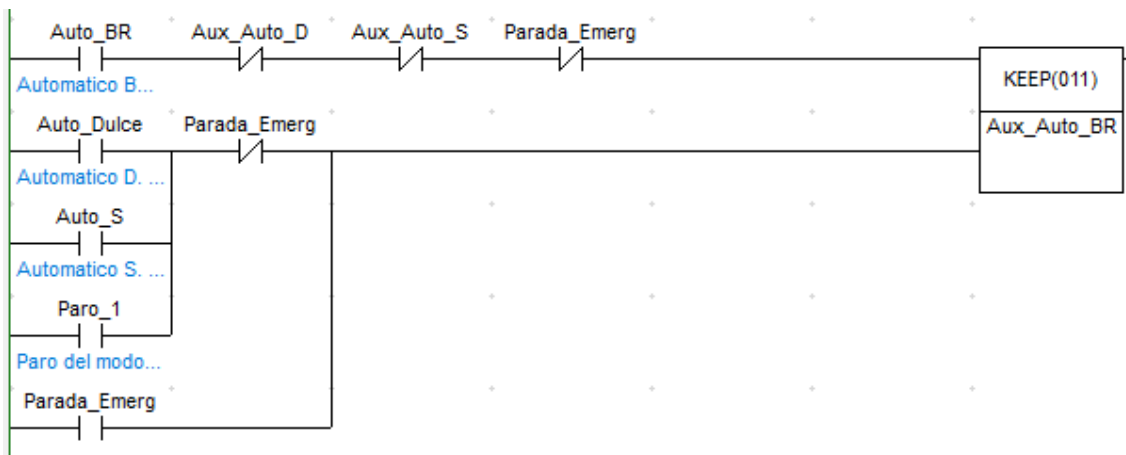 Auto_BR Aux_Auto_D Aux_Auto_S Parada_Emerg
Automatico B...
KEEP(011)
Aux_Auto_BR
Auto_Dulce Parada_Emerg
Automatico D. ...
Auto_S
Automatico S. ...
Paro_1
Paro del modo...
Parada_Emerg